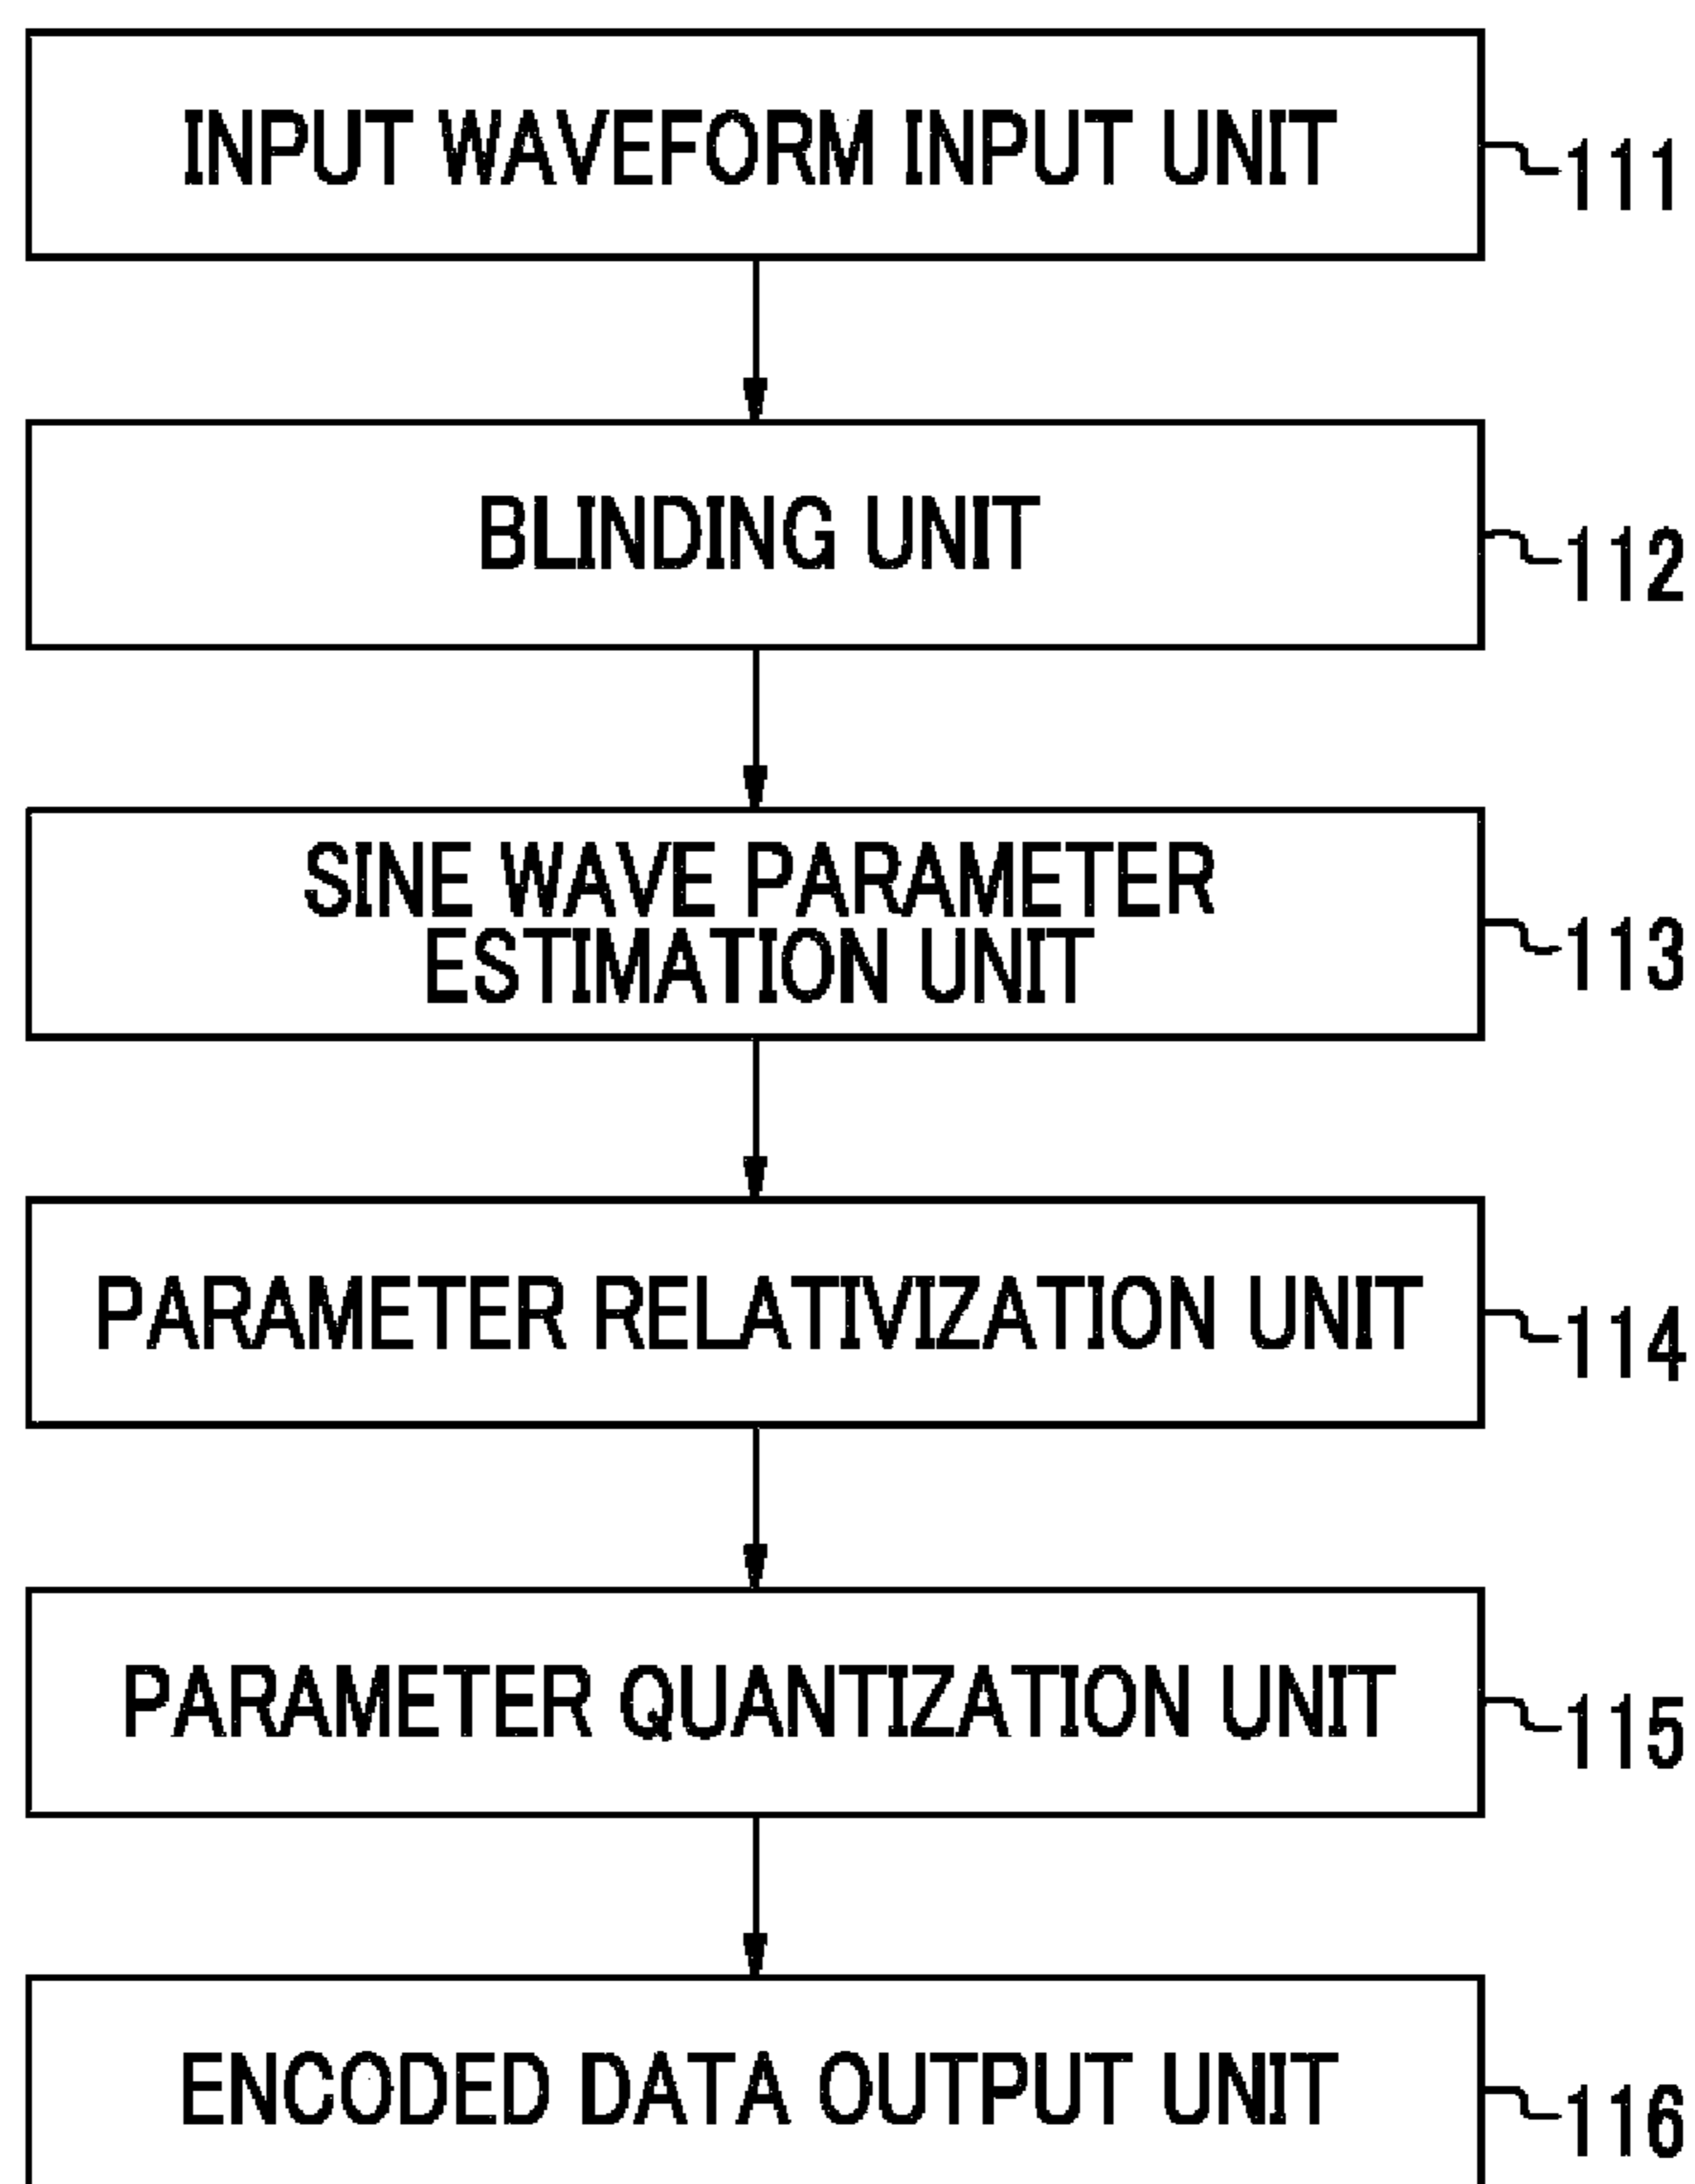 INPUT WAVEFORM INPUT UNIT
111
BLINDING UNIT
112
SINE WAVE PARAMETER
ESTIMATION UNIT
113
PARAMETER RELATIVIZATION UNIT
114
PARAMETER QUANTIZATION UNIT
115
ENCODED DATA OUTPUT UNIT
116